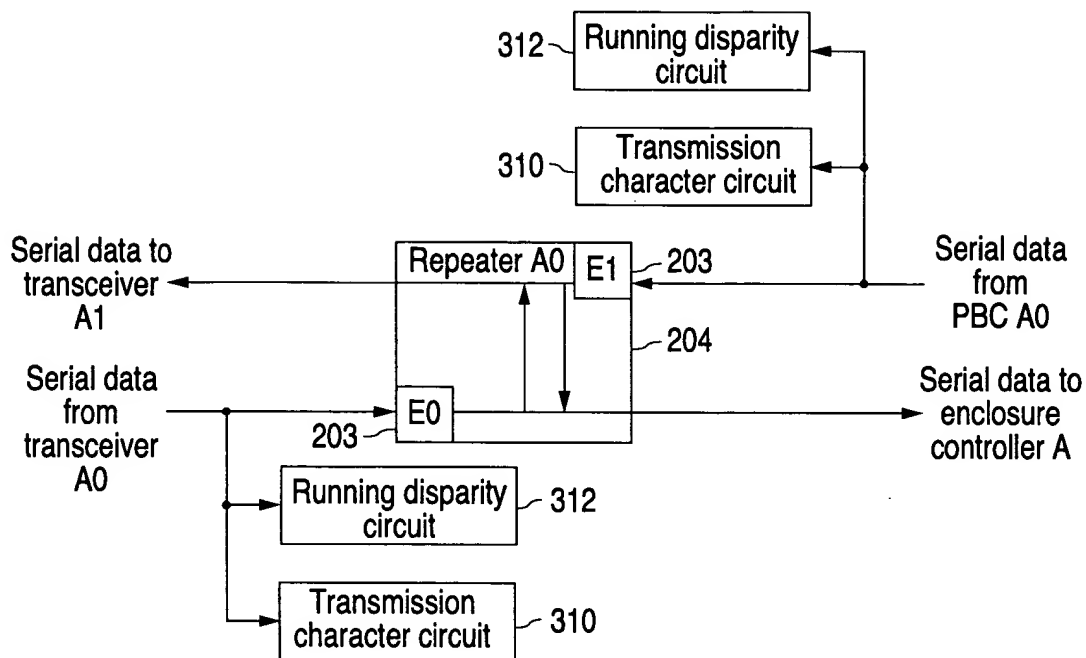 312
Running disparity
circuit
310
Transmission
character circuit
Serial data to
transceiver
A1
Repeater A0
E1
203
Serial data
from
PBC A0
204
Serial data
from
transceiver
A0
E0
203
Serial data to
enclosure
controller A
Running disparity
circuit
312
Transmission
character circuit
310